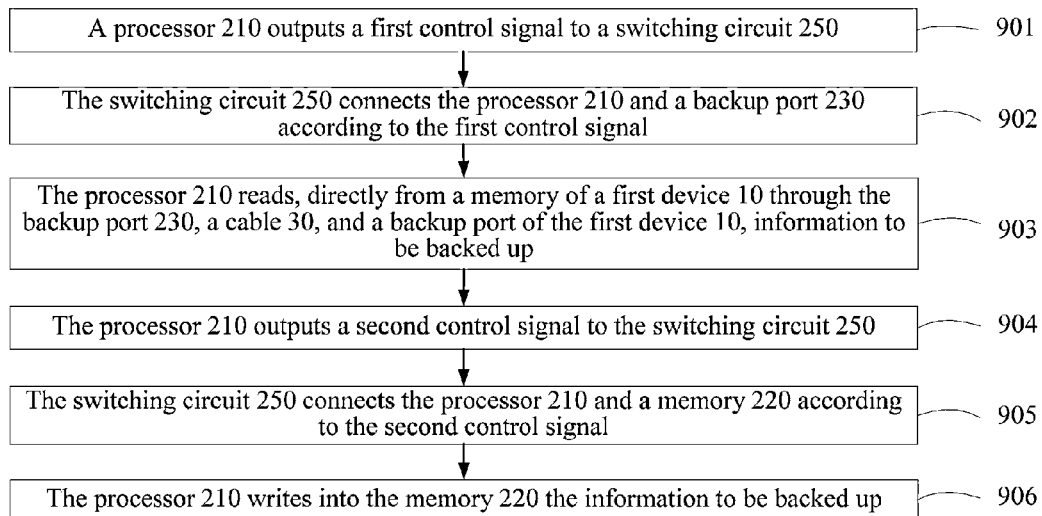 A processor 210 outputs a first control signal to a switching circuit 250
901
The switching circuit 250 connects the processor 210 and a backup port 230
according to the first control signal
902
The processor 210 reads, directly from a memory of a first device 10 through the
backup port 230, a cable 30, and a backup port of the first device 10, information to
be backed up
903
The processor 210 outputs a second control signal to the switching circuit 250
904
The switching circuit 250 connects the processor 210 and a memory 220 according
to the second control signal
905
The processor 210 writes into the memory 220 the information to be backed up
906